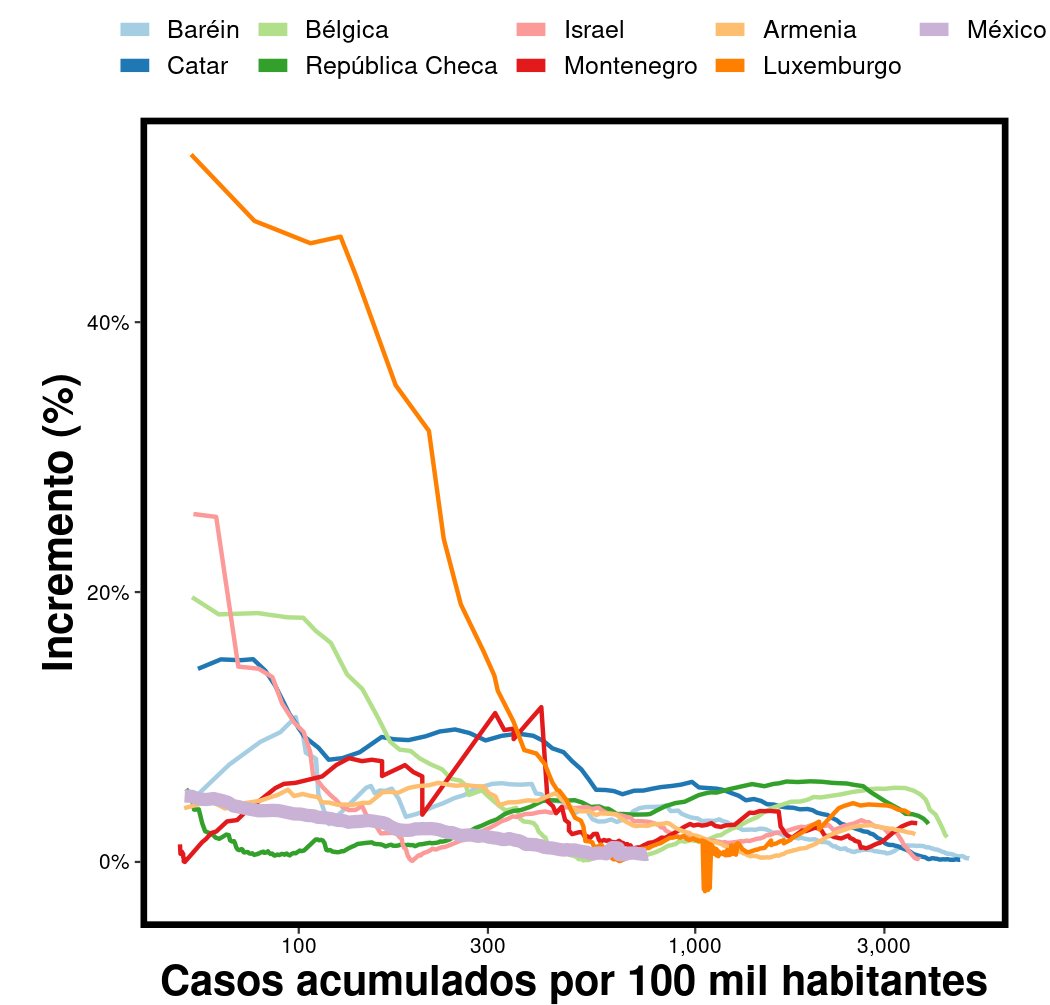 Baréin Bélgica Israel Armenia México
Catar República Checa Montenegro Luxemburgo
Incremento (%)
40%
20%
0%
100 300 1,000 3,000
Casos acumulados por 100 mil habitantes